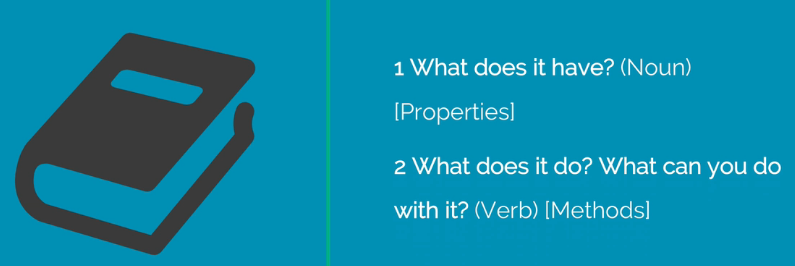 1 What does it have? (Noun)
[Properties]
2 What does it do? What can you do
with it? (Verb) [Methods]